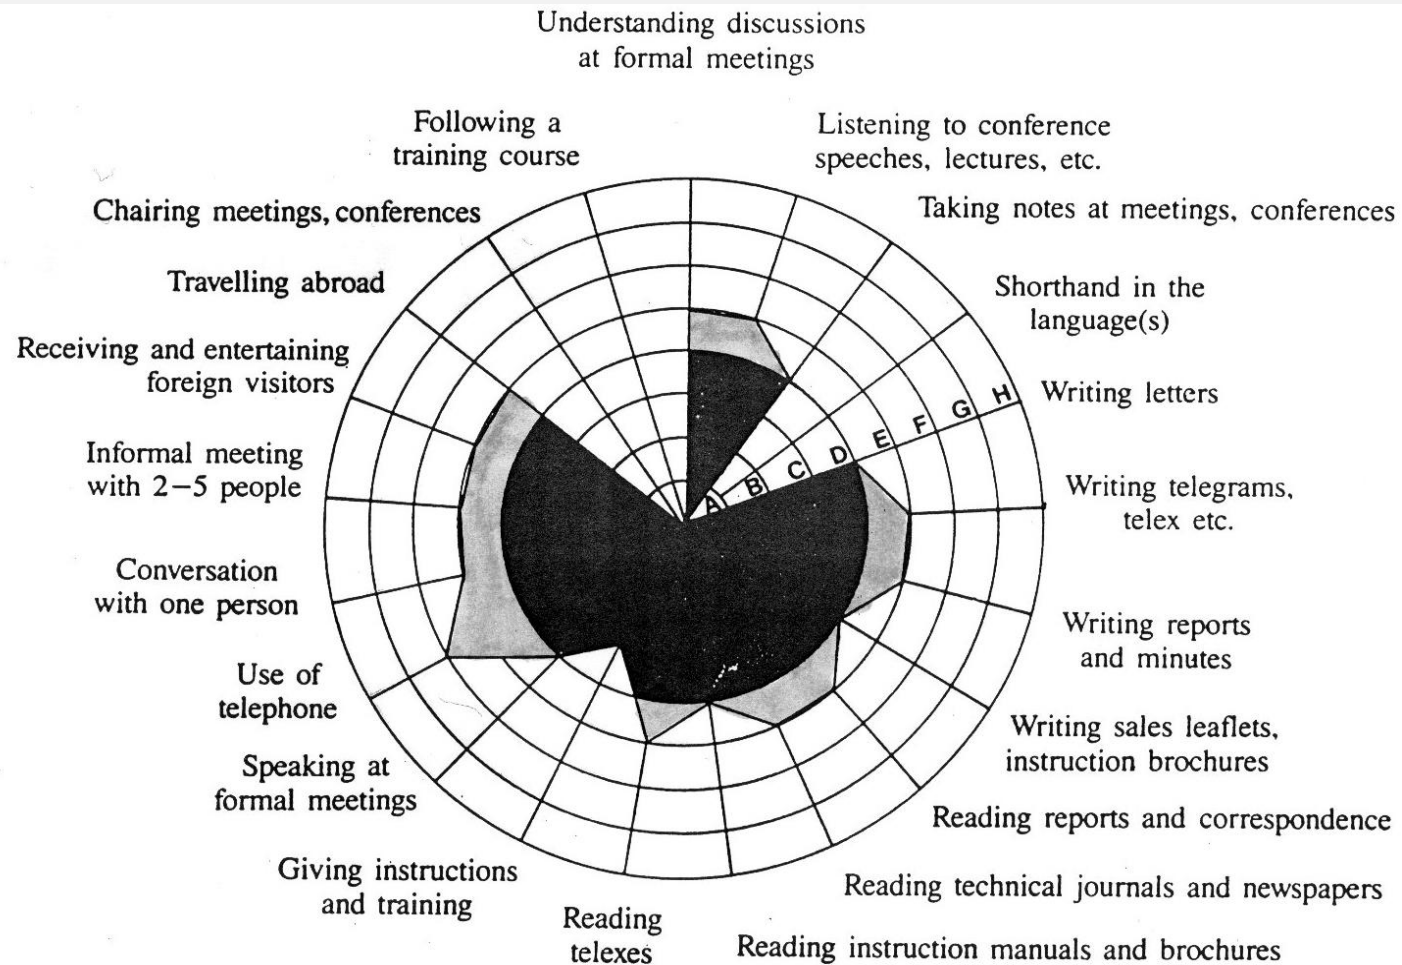 Understanding discussions
at formal meetings
Listening to conference
speeches, lectures, etc.
Taking notes at meetings, conferences
Shorthand in the
language(s)
Writing letters
Writing telegrams,
telex etc.
Writing reports
and minutes
Writing sales leaflets,
instruction brochures
Reading reports and correspondence
Reading technical journals and newspapers
Reading instruction manuals and brochures
Reading
telexes
Giving instructions
and training
Speaking at
formal meetings
Use of
telephone
Conversation
with one person
Informal meeting
with 2–5 people
Receiving and entertaining
foreign visitors
Travelling abroad
Chairing meetings, conferences
Following a
training course
A B C D E F G H